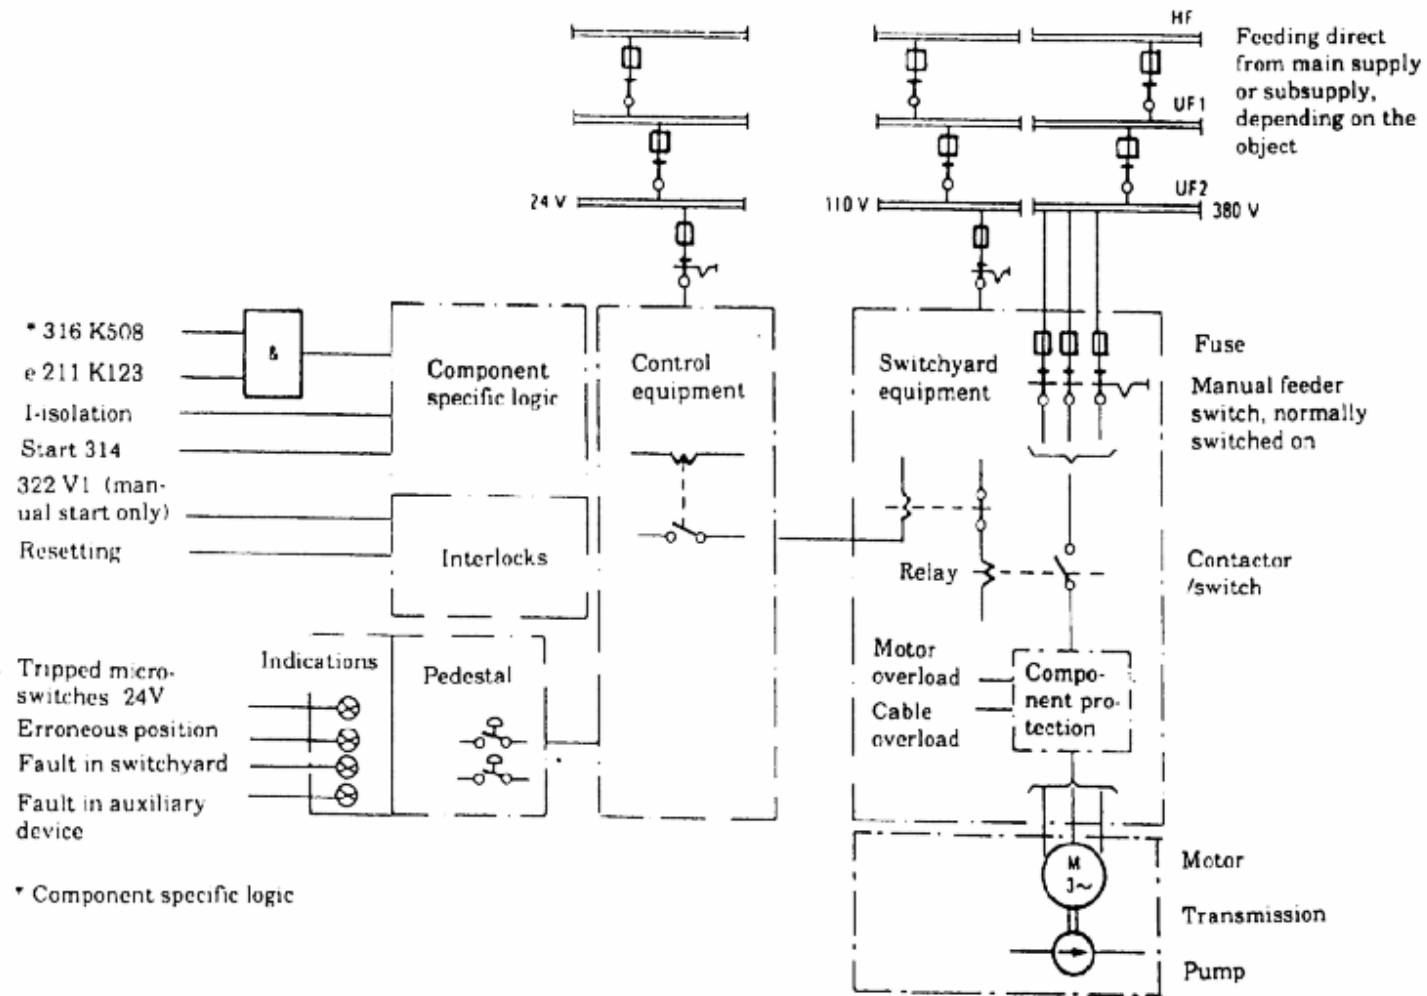 HF
Feeding direct
from main supply
or subsupply,
depending on the
object
UF1
UF2
24 V
110 V
380 V
* 316 K508
e 211 K123
I-isolation
Start 314
322 V1 (man-
ual start only)
Resetting
&
Component
specific logic
Interlocks
Control
equipment
Switchyard
equipment
Fuse
Manual feeder
switch, normally
switched on
Relay
Contactor
/switch
Motor
overload
Cable
overload
Compo-
nent pro-
tection
Indications
Pedestal
Tripped micro-
switches 24V
Erroneous position
Fault in switchyard
Fault in auxiliary
device
* Component specific logic
M
3~
Motor
Transmission
Pump